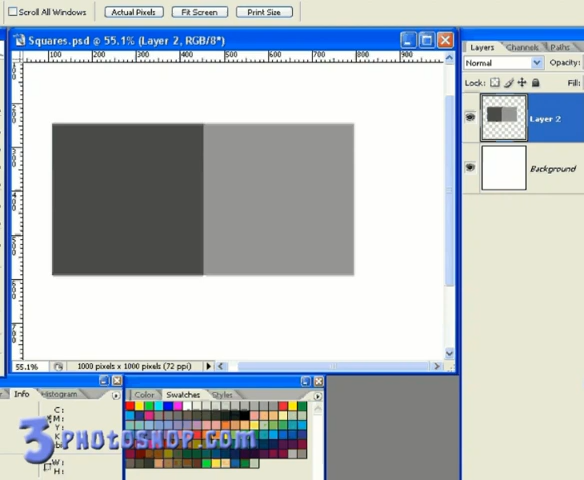 Scroll All Windows Actual Pixels Fit Screen Print Size
Squares.psd @ 55.1% (Layer 2, RGB/8*)
100 200 300 400 500 600 700 800 900
Layers Channels Paths
Normal Opacity:
Lock: Fill:
Layer 2
Background
55.1% 1000 pixels x 1000 pixels (72 ppi)
Info Histogram
Color Swatches Styles
C:
M:
Y:
K:
W:
H:
3PHOTOSHOP.COM